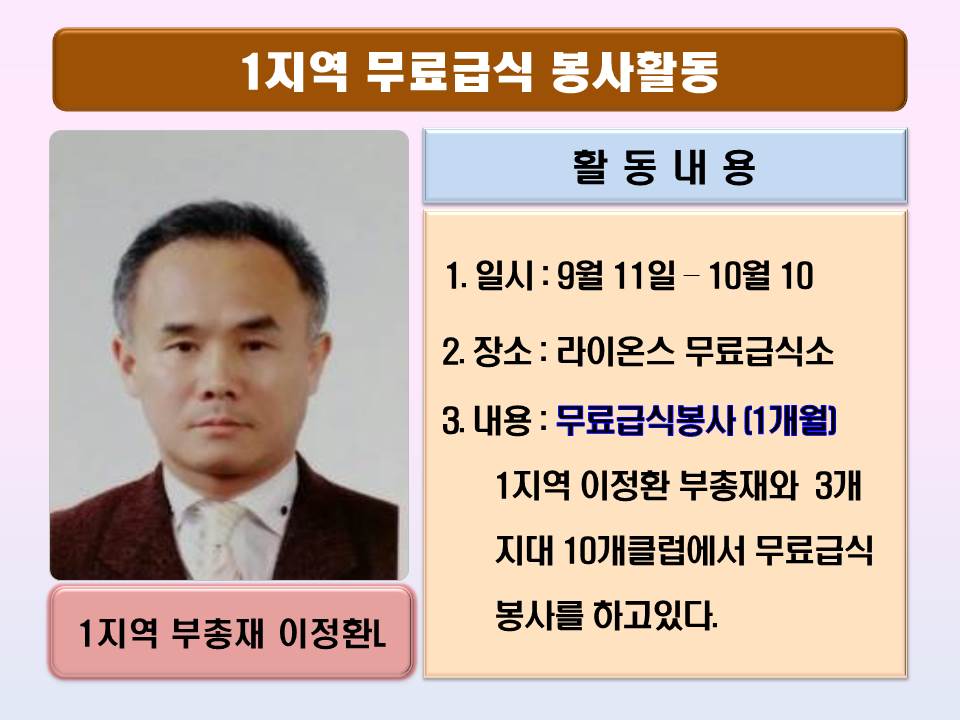 1지역 무료급식 봉사활동
활 동 내 용
1. 일시 : 9월 11일 – 10월 10
2. 장소 : 라이온스 무료급식소
3. 내용 : 무료급식봉사 (1개월)
1지역 이정환 부총재와 3개
지대 10개클럽에서 무료급식
봉사를 하고있다.
1지역 부총재 이정환L